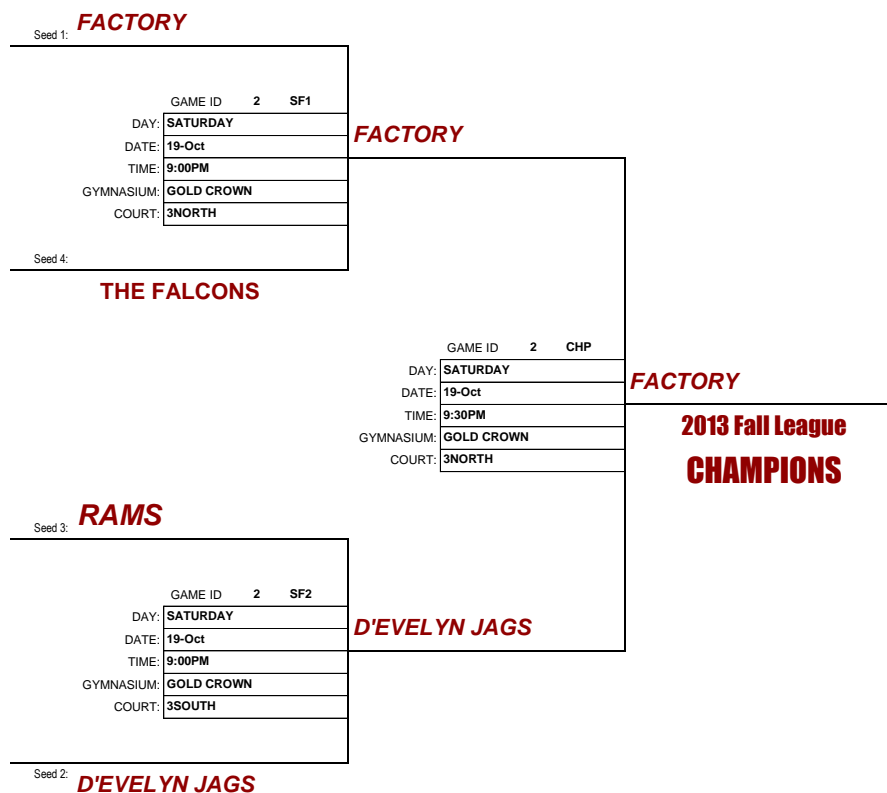 Seed 1: FACTORY
GAME ID 2 SF1
DAY: SATURDAY
DATE: 19-Oct
TIME: 9:00PM
GYMNASIUM: GOLD CROWN
COURT: 3NORTH
FACTORY
Seed 4:
THE FALCONS
GAME ID 2 CHP
DAY: SATURDAY
DATE: 19-Oct
TIME: 9:30PM
GYMNASIUM: GOLD CROWN
COURT: 3NORTH
FACTORY
2013 Fall League
CHAMPIONS
Seed 3: RAMS
GAME ID 2 SF2
DAY: SATURDAY
DATE: 19-Oct
TIME: 9:00PM
GYMNASIUM: GOLD CROWN
COURT: 3SOUTH
D'EVELYN JAGS
Seed 2: D'EVELYN JAGS